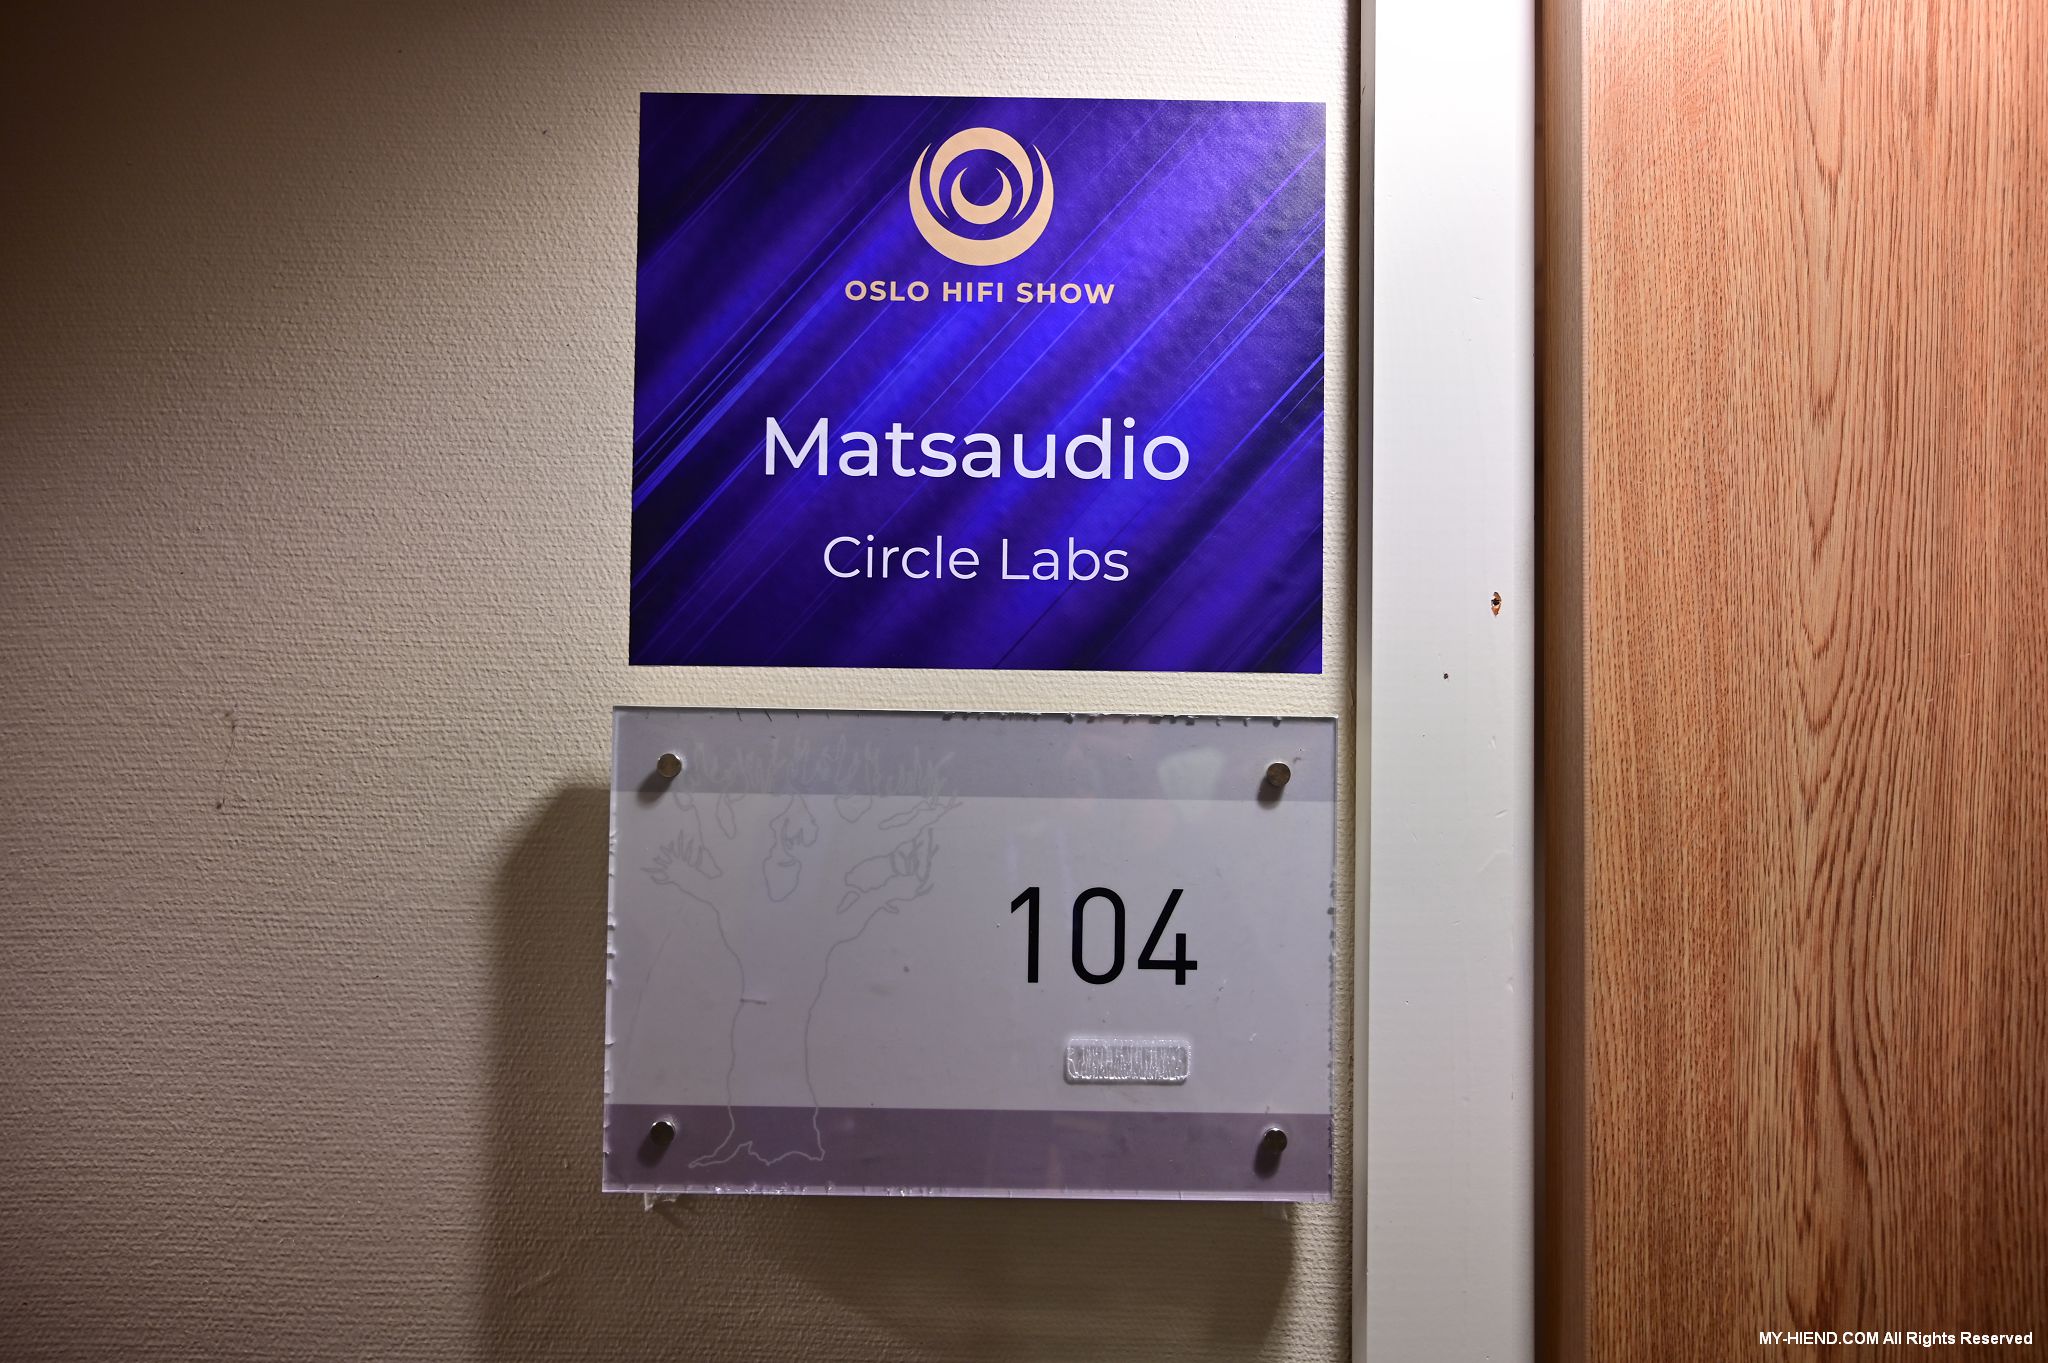 OSLO HIFI SHOW
Matsaudio
Circle Labs
104
MY-HIEND.COM All Rights Reserved